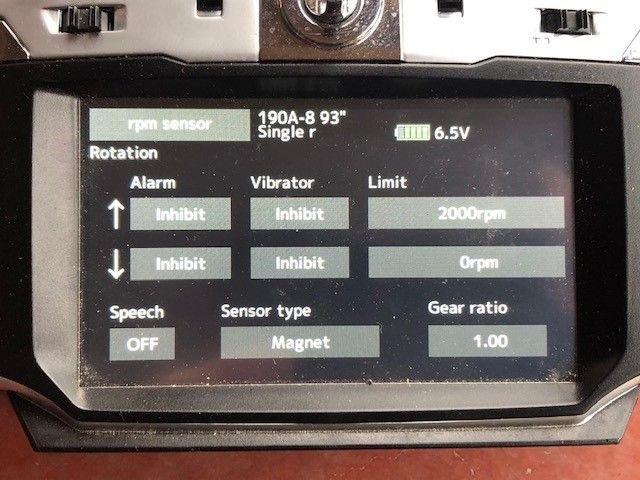 rpm sensor
190A-8 93"
Single r
6.5V
Rotation
Alarm Vibrator Limit
↑ Inhibit Inhibit 2000rpm
↓ Inhibit Inhibit 0rpm
Speech Sensor type Gear ratio
OFF Magnet 1.00